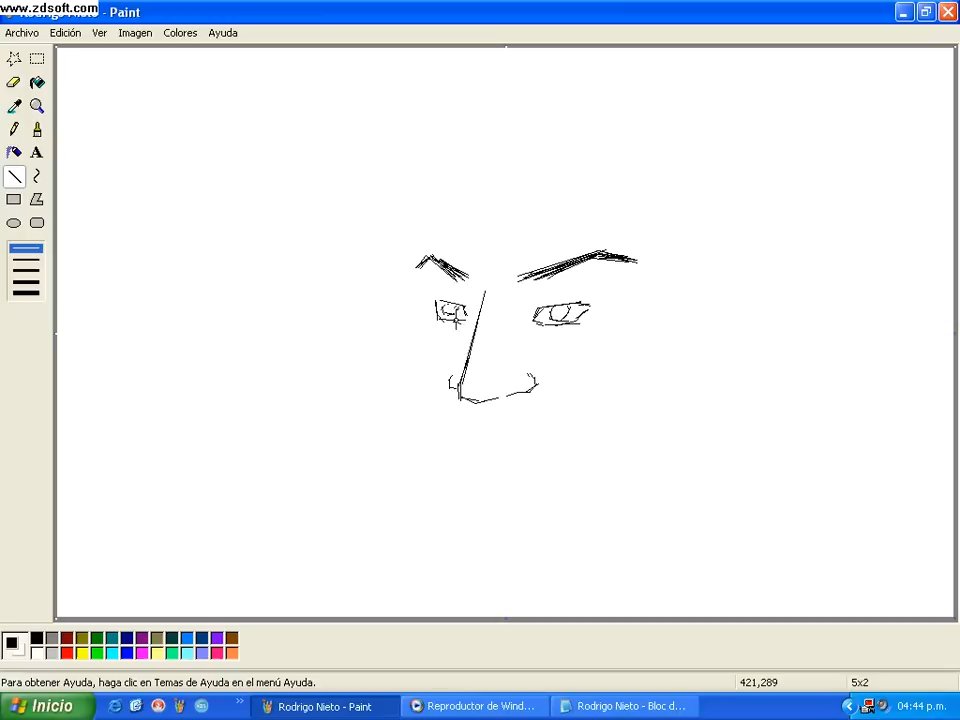 www.zdsoft.com
Rodrigo Nieto - Paint
Archivo Edición Ver Imagen Colores Ayuda
A
Para obtener Ayuda, haga clic en Temas de Ayuda en el menú Ayuda. 421,289 5x2
Inicio » Rodrigo Nieto - Paint Reproductor de Wind... Rodrigo Nieto - Bloc d... 04:44 p.m.